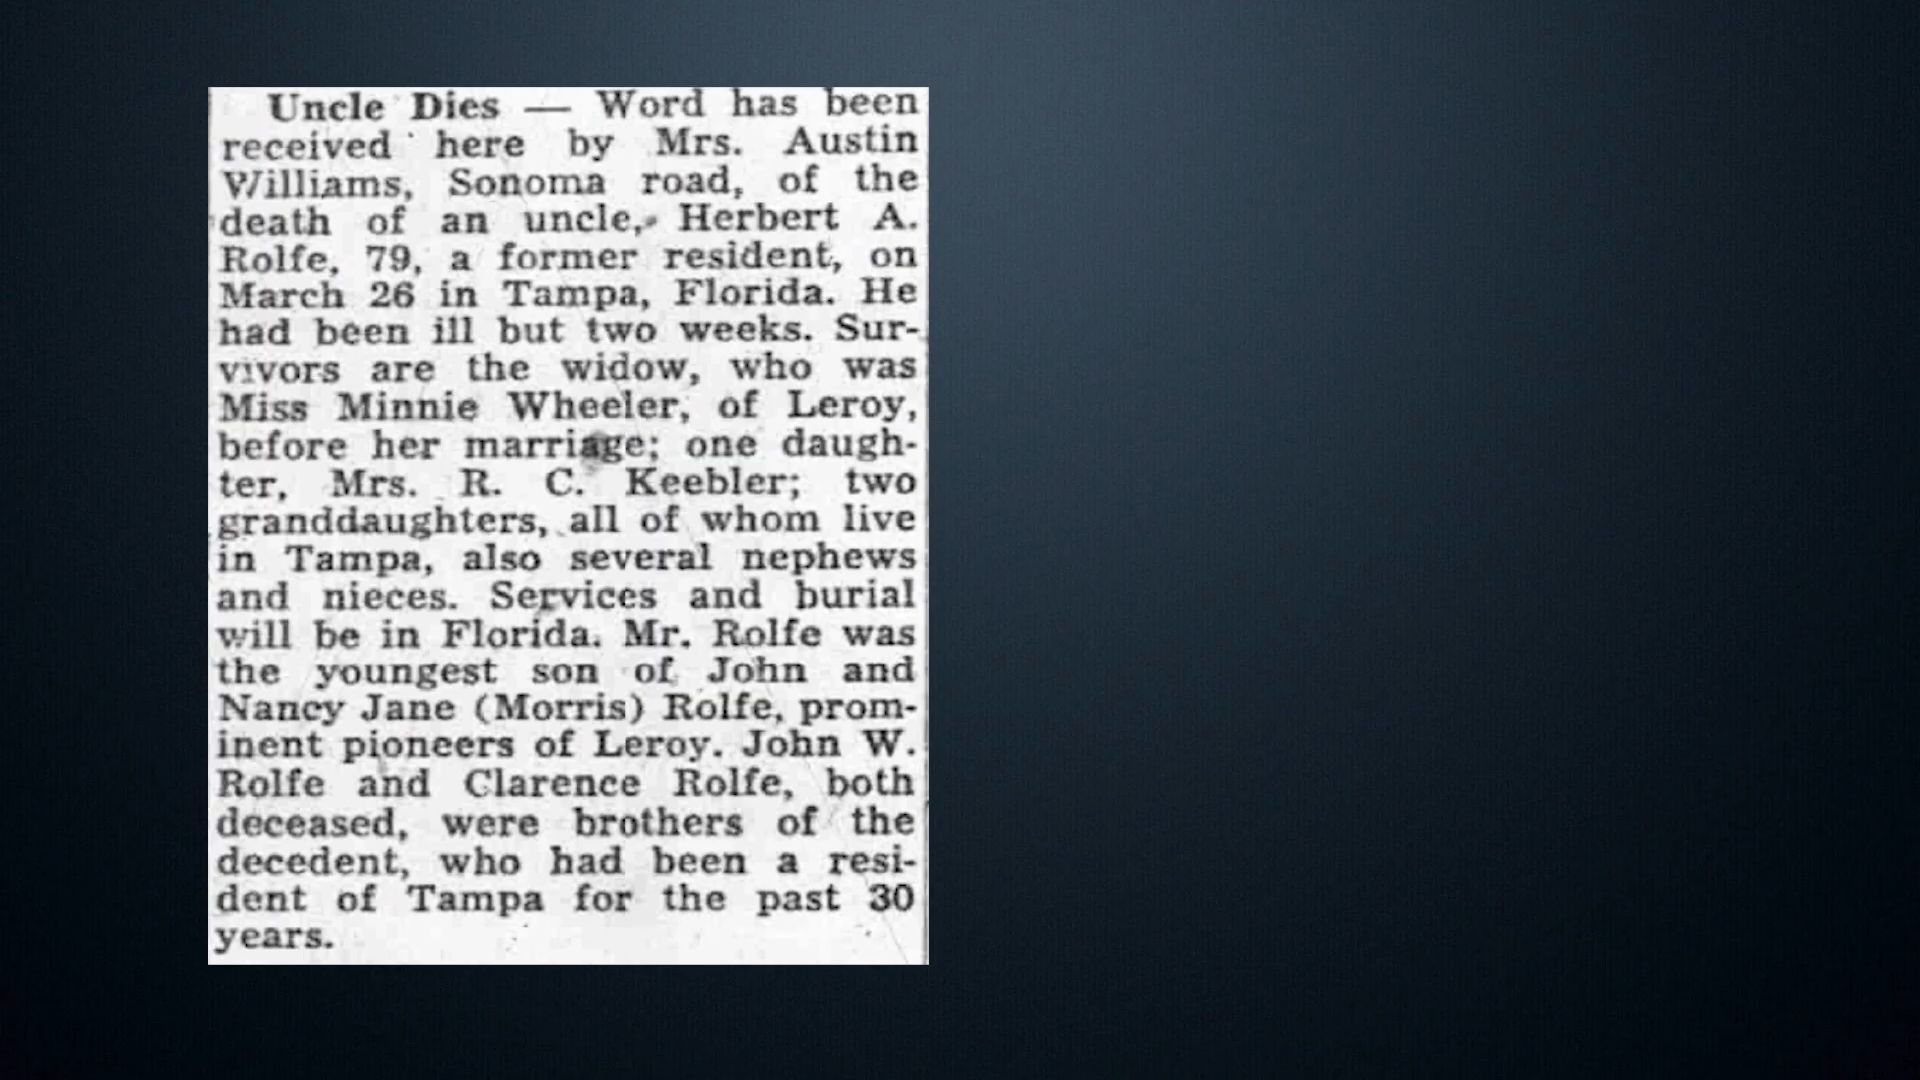 Uncle Dies — Word has been
received here by Mrs. Austin
Williams, Sonoma road, of the
death of an uncle, Herbert A.
Rolfe, 79, a former resident, on
March 26 in Tampa, Florida. He
had been ill but two weeks. Sur-
vivors are the widow, who was
Miss Minnie Wheeler, of Leroy,
before her marriage; one daugh-
ter, Mrs. R. C. Keebler; two
granddaughters, all of whom live
in Tampa, also several nephews
and nieces. Services and burial
will be in Florida. Mr. Rolfe was
the youngest son of John and
Nancy Jane (Morris) Rolfe, prom-
inent pioneers of Leroy. John W.
Rolfe and Clarence Rolfe, both
deceased, were brothers of the
decedent, who had been a resi-
dent of Tampa for the past 30
years.